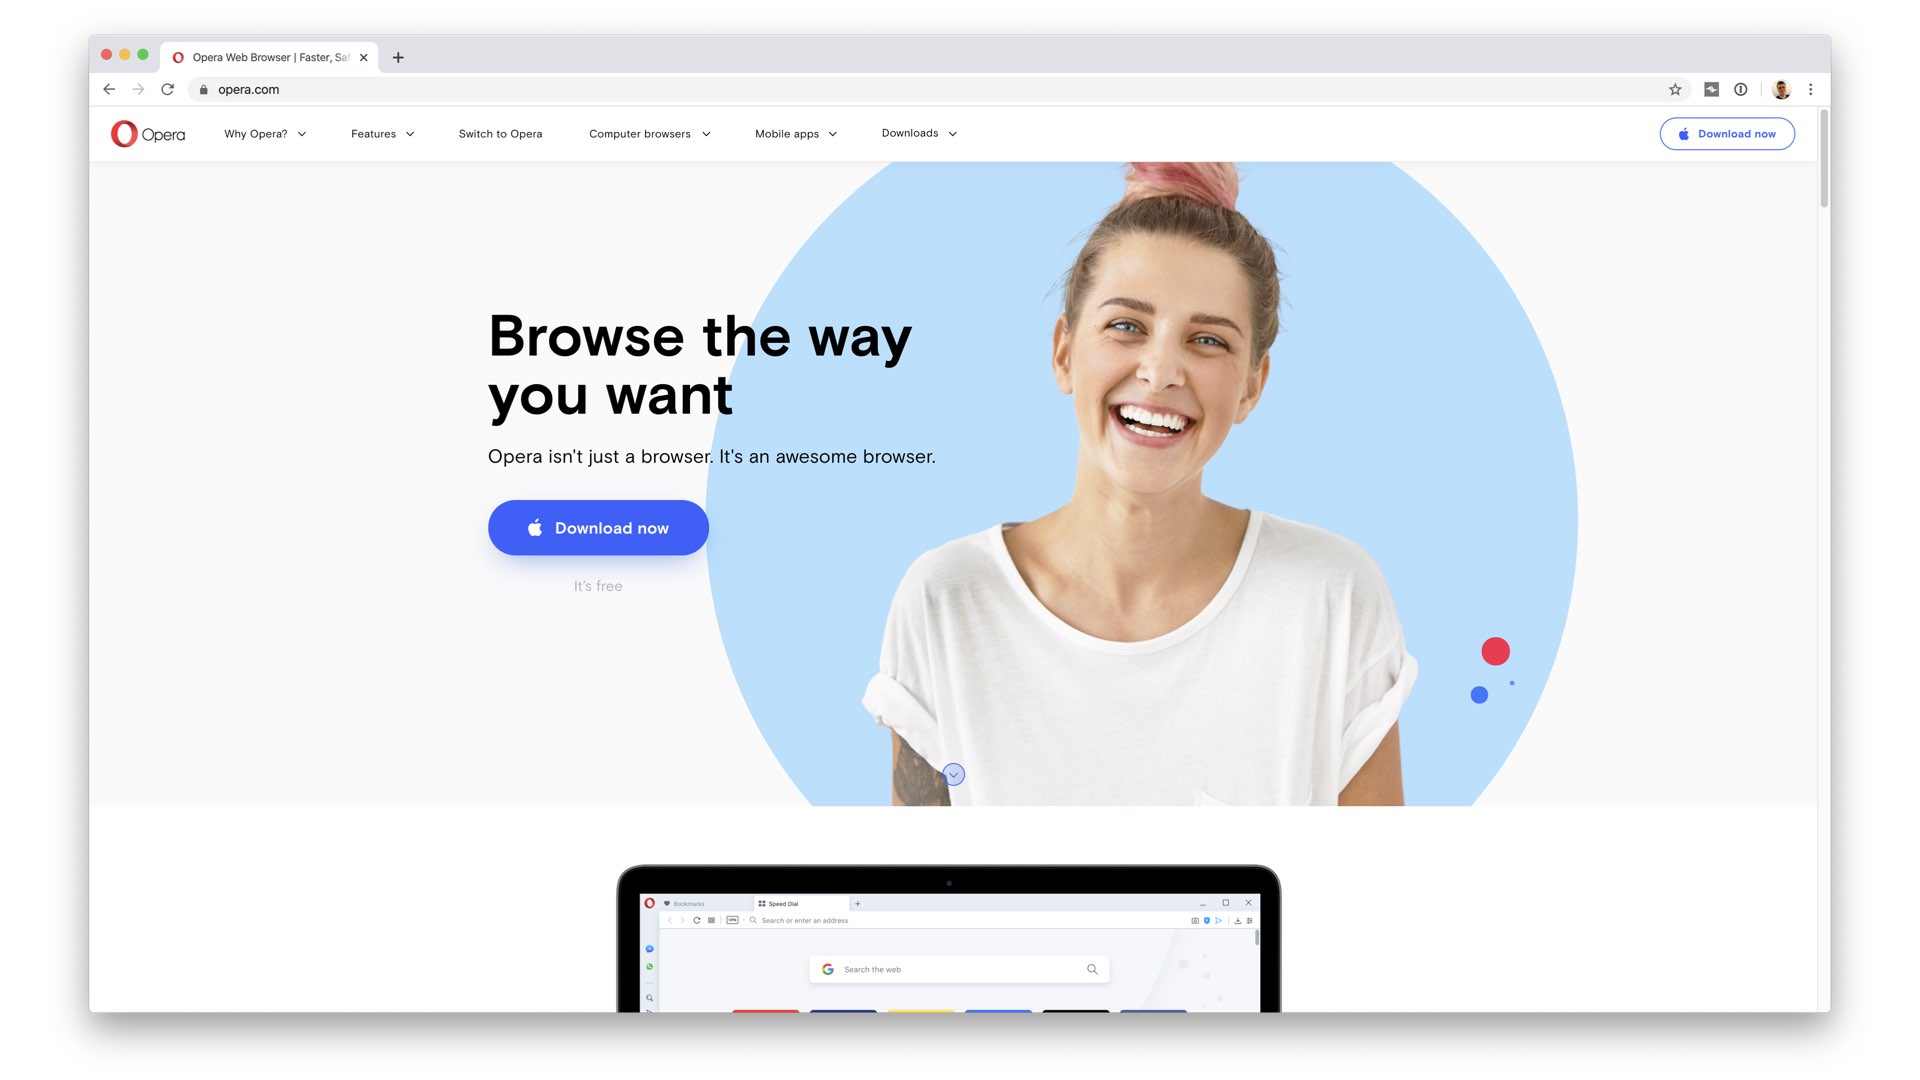 Opera Web Browser | Faster, Saf
opera.com
Opera
Why Opera?
Features
Switch to Opera
Computer browsers
Mobile apps
Downloads
Download now
Browse the way
you want
Opera isn't just a browser. It's an awesome browser.
Download now
It's free
Bookmarks
Speed Dial
VPN
Search or enter an address
Search the web